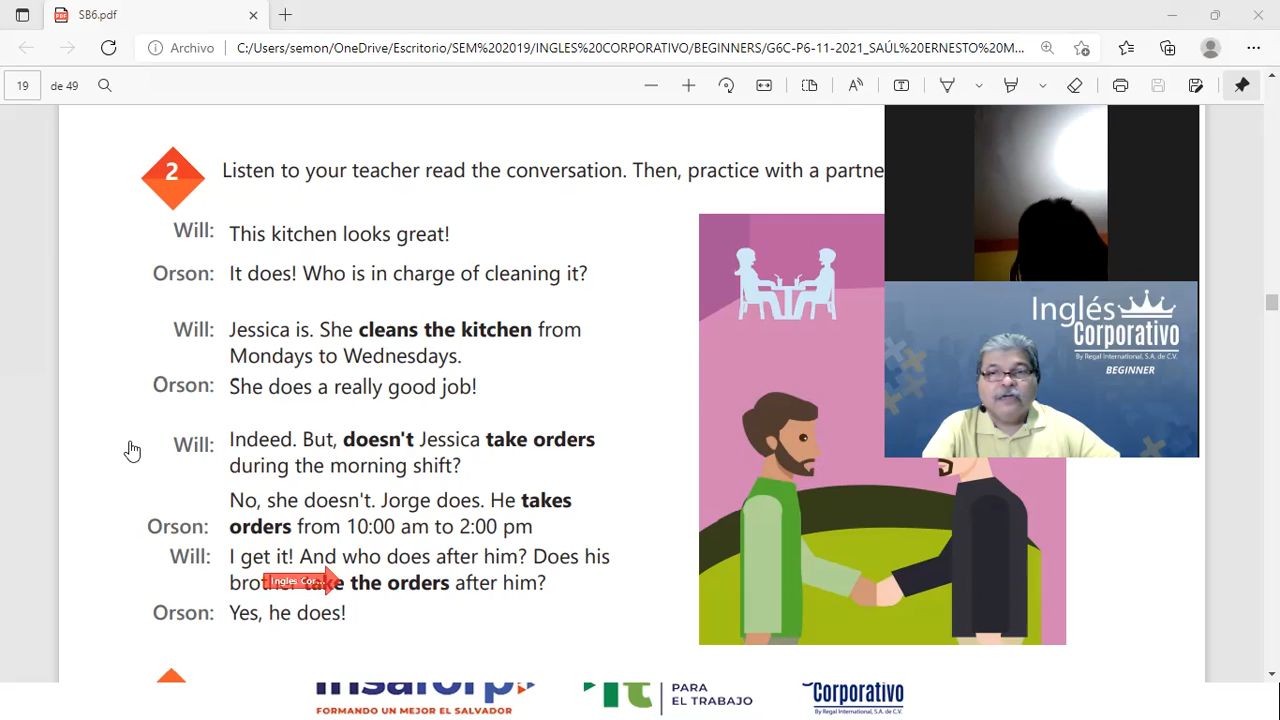 SB6.pdf
Archivo
C:/Users/semon/OneDrive/Escritorio/SEM%202019/INGLES%20CORPORATIVO/BEGINNERS/G6C-P6-11-2021_SAÚL%20ERNESTO%20M...
19 de 49
2 Listen to your teacher read the conversation. Then, practice with a partne
Will: This kitchen looks great!
Orson: It does! Who is in charge of cleaning it?
Will: Jessica is. She cleans the kitchen from
Mondays to Wednesdays.
Orson: She does a really good job!
Will: Indeed. But, doesn't Jessica take orders
during the morning shift?
No, she doesn't. Jorge does. He takes
Orson: orders from 10:00 am to 2:00 pm
Will: I get it! And who does after him? Does his
brother take the orders after him?
Ingles Cor...
Orson: Yes, he does!
Inglés
Corporativo
By Regal International, S.A. de C.V.
BEGINNER
insaforp
FORMANDO UN MEJOR EL SALVADOR
PARA
EL TRABAJO
Corporativo
By Regal International, S.A. de C.V.